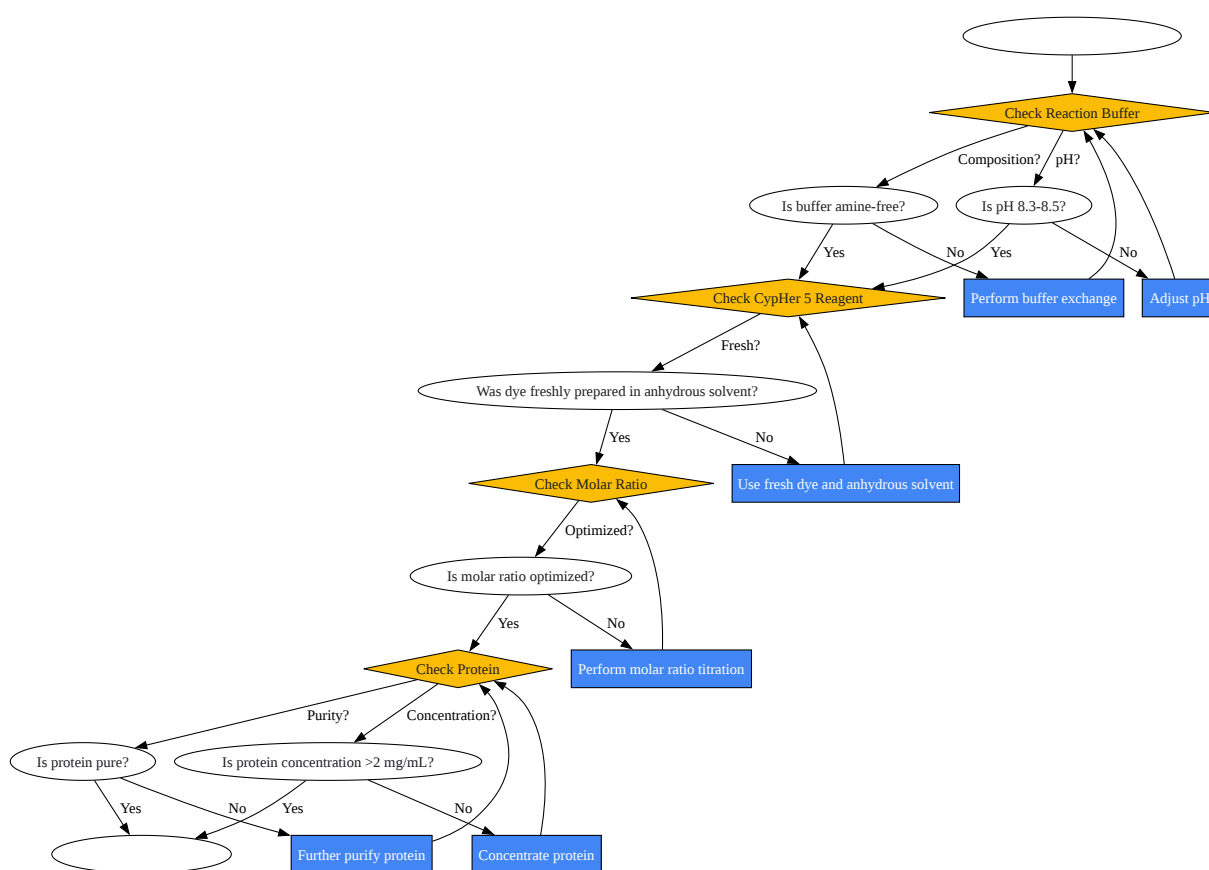 Check Reaction Buffer
Composition?
pH?
Is buffer amine-free?
Is pH 8.3-8.5?
Yes
No
Yes
No
Check CypHer 5 Reagent
Perform buffer exchange
Adjust pH
Fresh?
Was dye freshly prepared in anhydrous solvent?
Yes
No
Check Molar Ratio
Use fresh dye and anhydrous solvent
Optimized?
Is molar ratio optimized?
Yes
No
Check Protein
Perform molar ratio titration
Purity?
Concentration?
Is protein pure?
Is protein concentration >2 mg/mL?
Yes
No
Yes
No
Further purify protein
Concentrate protein